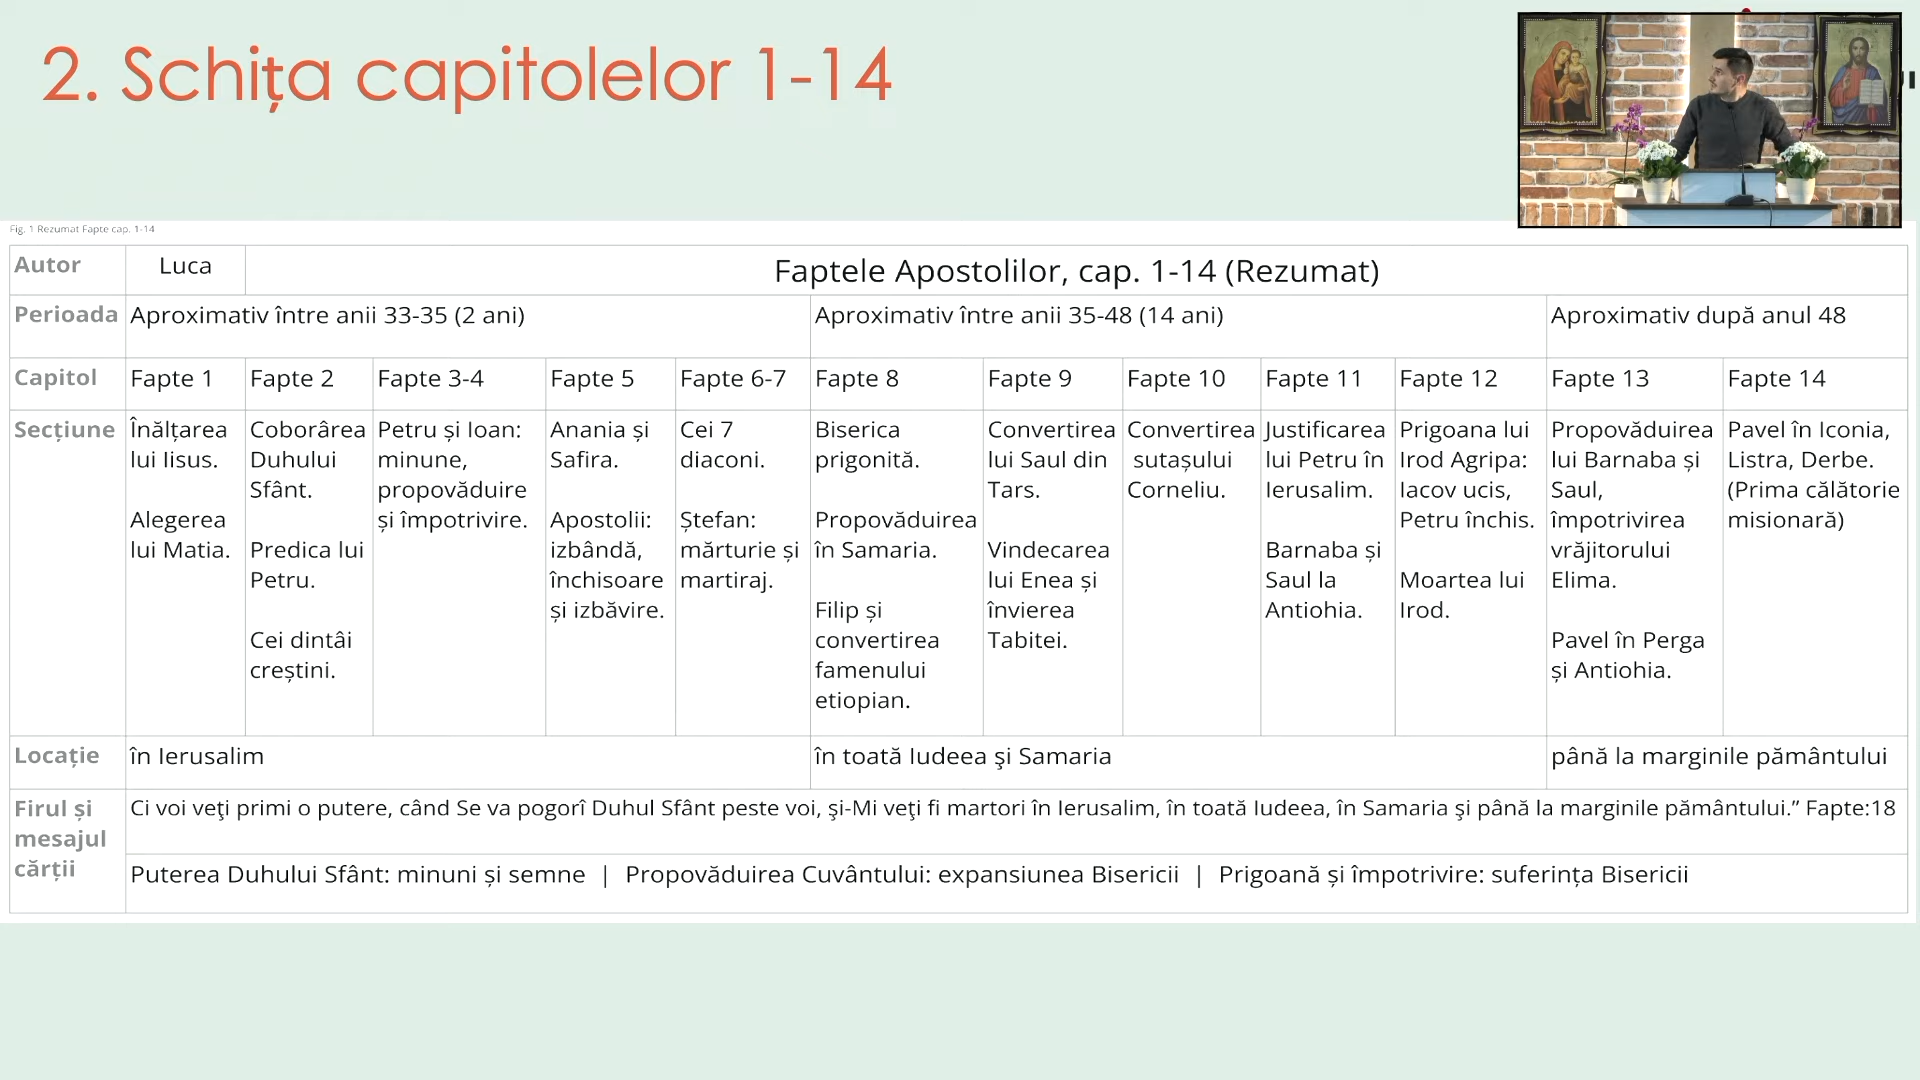 2. Schița capitolelor 1-14
Fig. 1 Rezumat Fapte cap. 1-14
Autor
Luca
Faptele Apostolilor, cap. 1-14 (Rezumat)
Perioada
Aproximativ între anii 33-35 (2 ani)
Aproximativ între anii 35-48 (14 ani)
Aproximativ după anul 48
Capitol
Fapte 1
Fapte 2
Fapte 3-4
Fapte 5
Fapte 6-7
Fapte 8
Fapte 9
Fapte 10
Fapte 11
Fapte 12
Fapte 13
Fapte 14
Secțiune
Înălțarea
lui Iisus.
Alegerea
lui Matia.
Coborârea
Duhului
Sfânt.
Predica lui
Petru.
Cei dintâi
creștini.
Petru și Ioan:
minune,
propovăduire
și împotrivire.
Anania și
Safira.
Apostolii:
izbândă,
închisoare
și izbăvire.
Cei 7
diaconi.
Ștefan:
mărturie și
martiraj.
Biserica
prigonită.
Propovăduirea
în Samaria.
Filip și
convertirea
famenului
etiopian.
Convertirea
lui Saul din
Tars.
Vindecarea
lui Enea și
învierea
Tabitei.
Convertirea
sutașului
Corneliu.
Justificarea
lui Petru în
Ierusalim.
Barnaba și
Saul la
Antiohia.
Prigoana lui
Irod Agripa:
Iacov ucis,
Petru închis.
Moartea lui
Irod.
Propovăduirea
lui Barnaba și
Saul,
împotrivirea
vrăjitorului
Elima.
Pavel în Perga
și Antiohia.
Pavel în Iconia,
Listra, Derbe.
(Prima călătorie
misionară)
Locație
în Ierusalim
în toată Iudeea şi Samaria
până la marginile pământului
Firul și
mesajul
cărții
Ci voi veţi primi o putere, când Se va pogorî Duhul Sfânt peste voi, şi-Mi veţi fi martori în Ierusalim, în toată Iudeea, în Samaria şi până la marginile pământului.” Fapte:18
Puterea Duhului Sfânt: minuni și semne | Propovăduirea Cuvântului: expansiunea Bisericii | Prigoană și împotrivire: suferința Bisericii